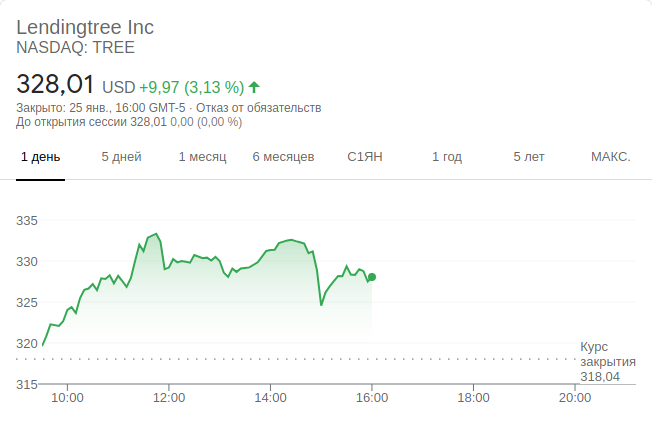 Lendingtree Inc
NASDAQ: TREE
328,01 USD +9,97 (3,13 %)
Закрыто: 25 янв., 16:00 GMT-5 · Отказ от обязательств
До открытия сессии 328,01 0,00 (0,00 %)
1 день 5 дней 1 месяц 6 месяцев С1ЯН 1 год 5 лет МАКС.
335
330
325
320
315
Курс
закрытия
318,04
10:00 12:00 14:00 16:00 18:00 20:00